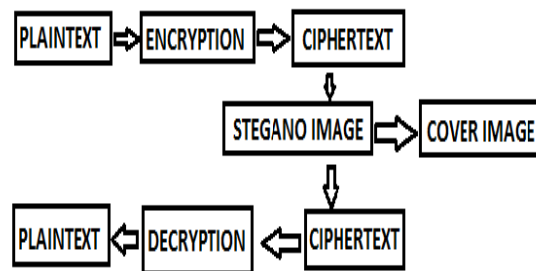 PLAINTEXT
ENCRYPTION
CIPHERTEXT
STEGANO IMAGE
COVER IMAGE
PLAINTEXT
DECRYPTION
CIPHERTEXT